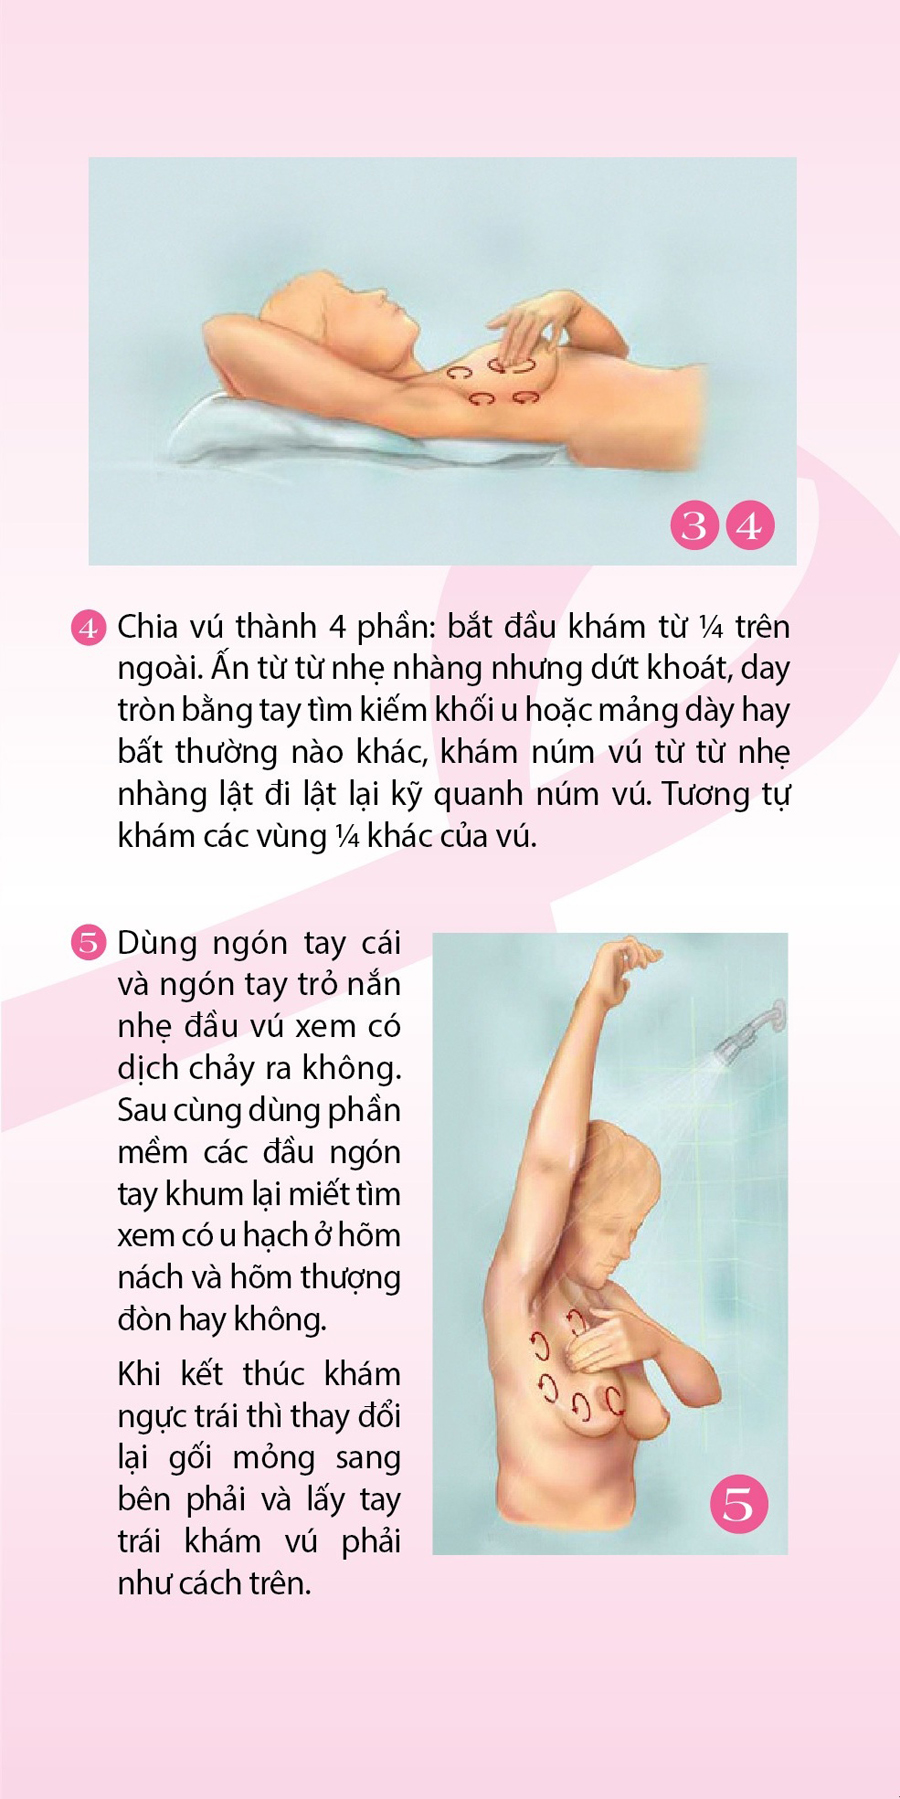 3 4
4 Chia vú thành 4 phần: bắt đầu khám từ ¼ trên
ngoài. Ấn từ từ nhẹ nhàng nhưng dứt khoát, day
tròn bằng tay tìm kiếm khối u hoặc mảng dày hay
bất thường nào khác, khám núm vú từ từ nhẹ
nhàng lật đi lật lại kỹ quanh núm vú. Tương tự
khám các vùng ¼ khác của vú.
5 Dùng ngón tay cái
và ngón tay trỏ nắn
nhẹ đầu vú xem có
dịch chảy ra không.
Sau cùng dùng phần
mềm các đầu ngón
tay khum lại miết tìm
xem có u hạch ở hõm
nách và hõm thượng
đòn hay không.
Khi kết thúc khám
ngực trái thì thay đổi
lại gối mỏng sang
bên phải và lấy tay
trái khám vú phải
như cách trên.
5